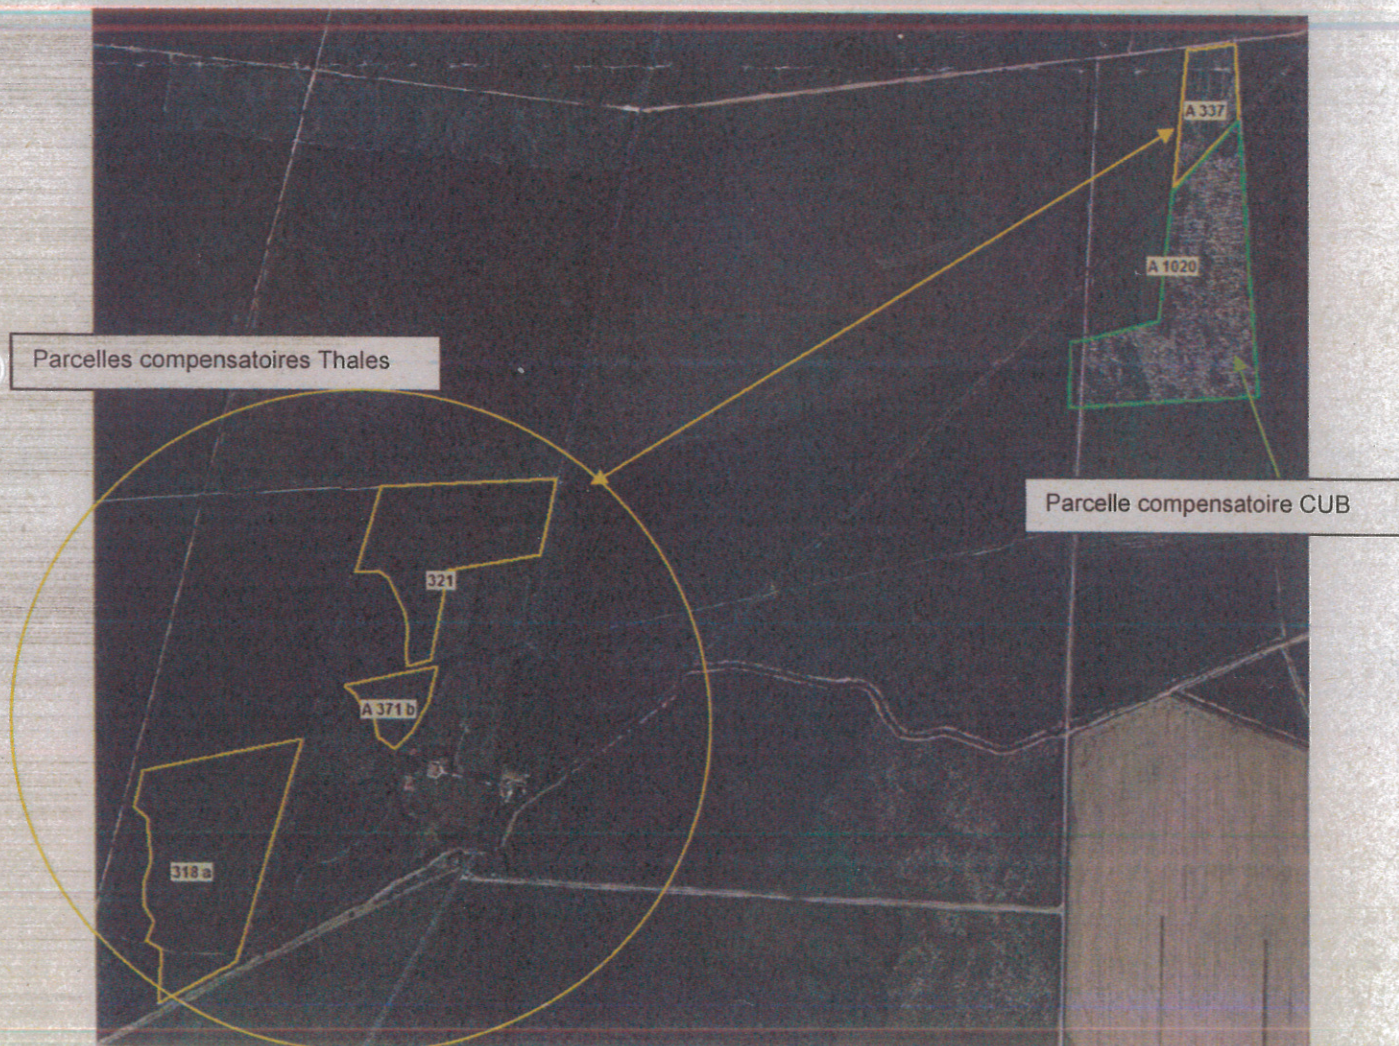 A 337
A 1020
Parcelles compensatoires Thales
Parcelle compensatoire CUB
321
A 371 b
318 a